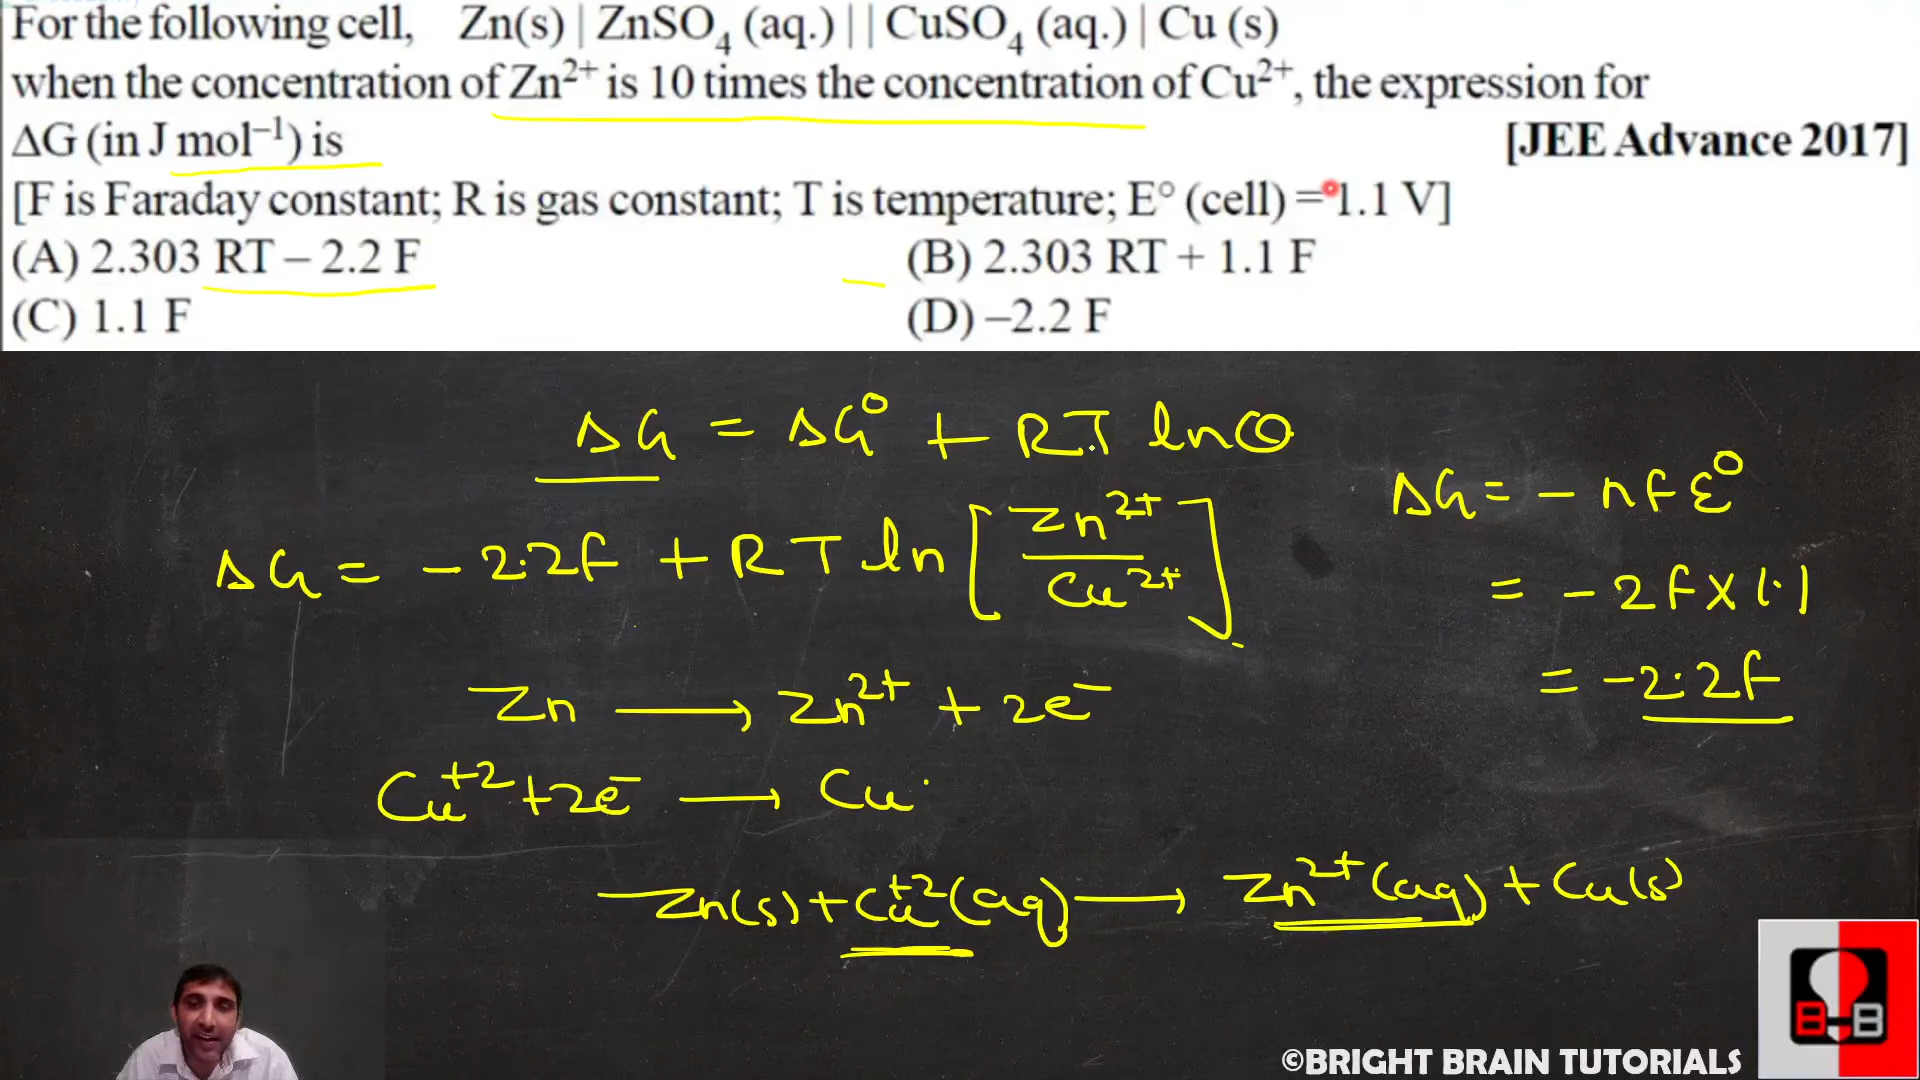 For the following cell, Zn(s) | ZnSO₄ (aq.) | | CuSO₄ (aq.) | Cu (s)
when the concentration of Zn²⁺ is 10 times the concentration of Cu²⁺, the expression for
ΔG (in J mol⁻¹) is [JEE Advance 2017]
[F is Faraday constant; R is gas constant; T is temperature; E° (cell) = 1.1 V]
(A) 2.303 RT – 2.2 F (B) 2.303 RT + 1.1 F
(C) 1.1 F (D) –2.2 F
ΔG = ΔG⁰ + R.T ln Q
ΔG = – nFE⁰
ΔG = – 2.2F + RT ln [Zn²⁺ / Cu²⁺]
= – 2F × 1.1
= – 2.2F
Zn ⟶ Zn²⁺ + 2e⁻
Cu⁺² + 2e⁻ ⟶ Cu
Zn(s) + Cu⁺²(aq) ⟶ Zn²⁺(aq) + Cu(s)
B B
©BRIGHT BRAIN TUTORIALS